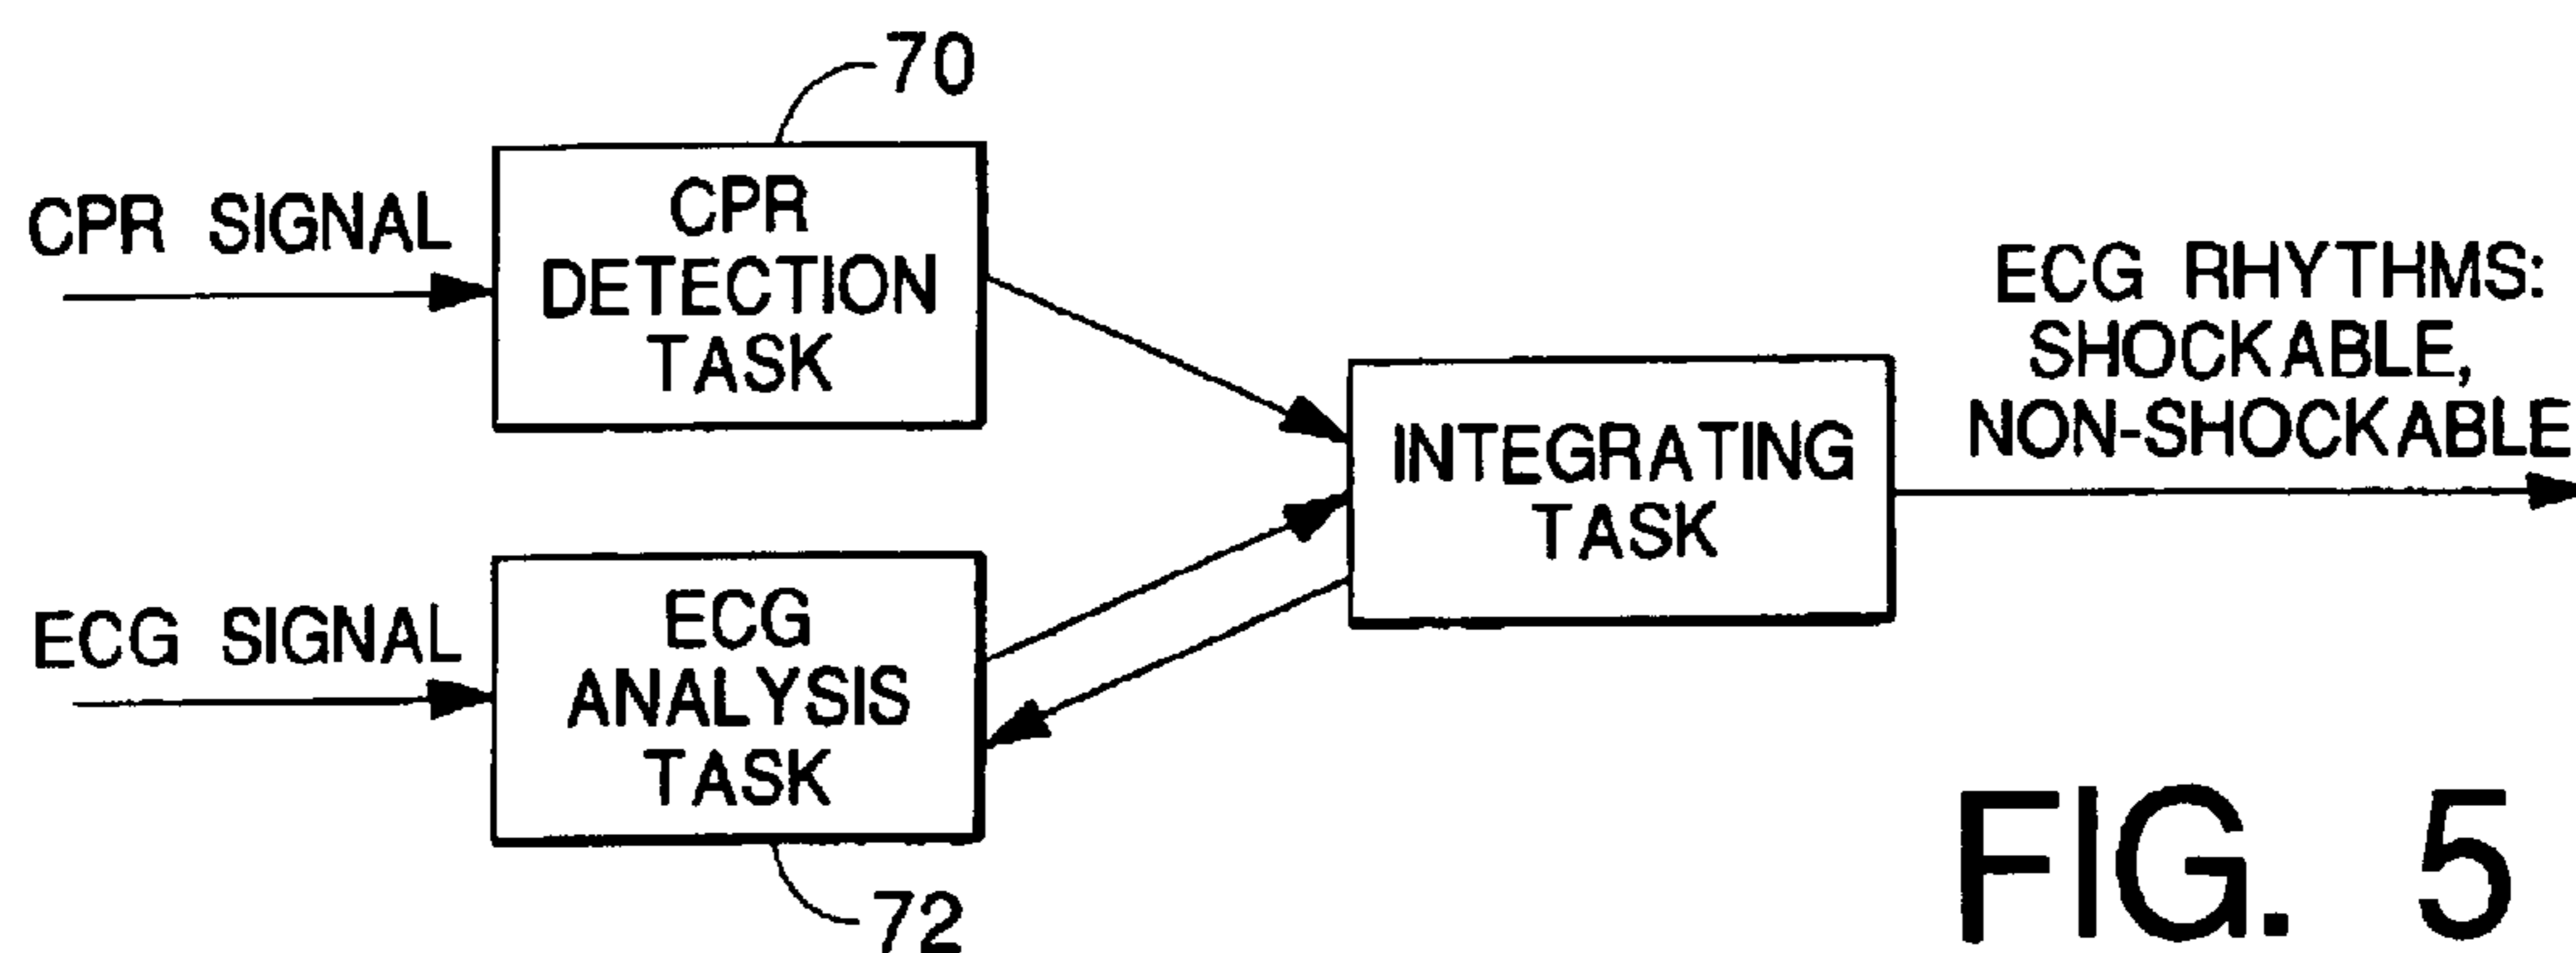 70
CPR SIGNAL
CPR
DETECTION
TASK
ECG RHYTHMS:
SHOCKABLE,
NON-SHOCKABLE
INTEGRATING
TASK
ECG SIGNAL
ECG
ANALYSIS
TASK
72
FIG. 5